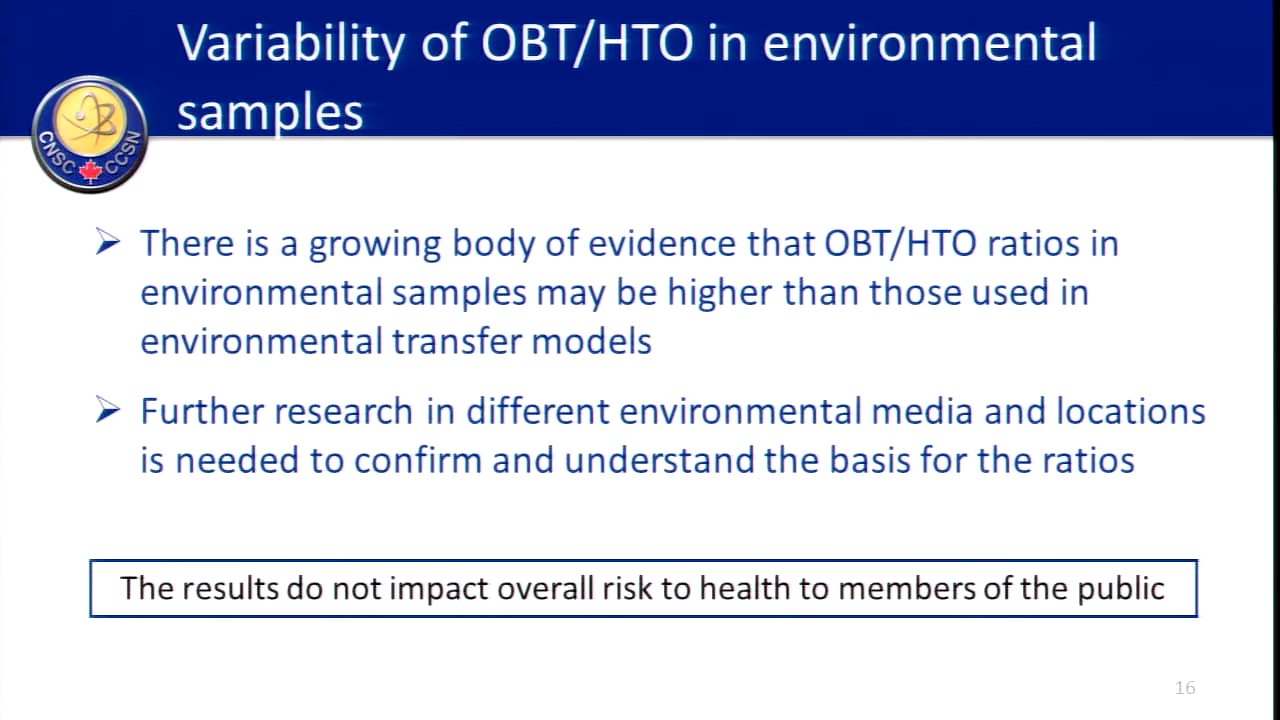 Variability of OBT/HTO in environmental
samples
CNSC CCSN
➢ There is a growing body of evidence that OBT/HTO ratios in
environmental samples may be higher than those used in
environmental transfer models
➢ Further research in different environmental media and locations
is needed to confirm and understand the basis for the ratios
The results do not impact overall risk to health to members of the public
16